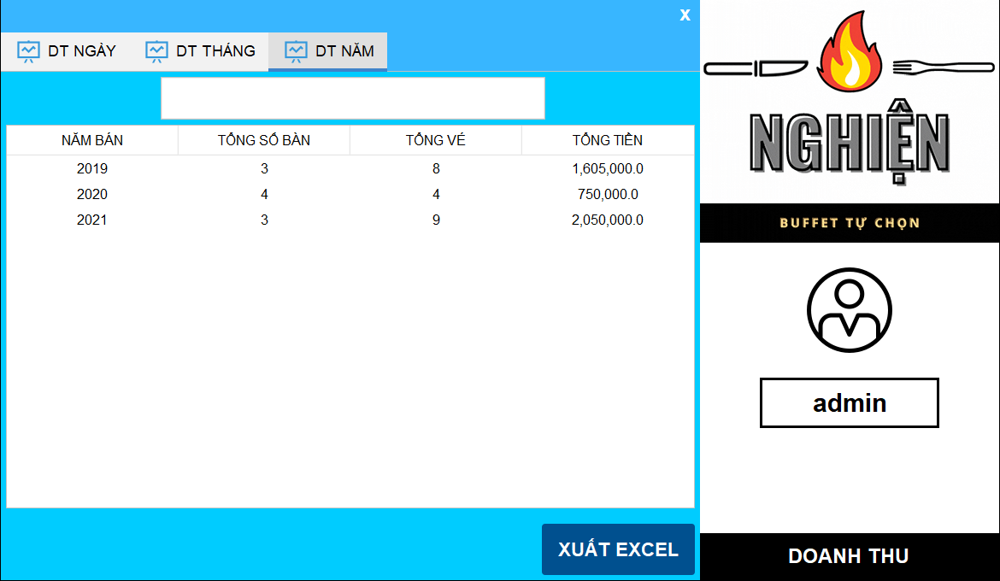 X
DT NGÀY DT THÁNG DT NĂM
NĂM BÁN TỔNG SỐ BÀN TỔNG VÉ TỔNG TIỀN
2019 3 8 1,605,000.0
2020 4 4 750,000.0
2021 3 9 2,050,000.0
XUẤT EXCEL
NGHIỆN
BUFFET TỰ CHỌN
admin
DOANH THU